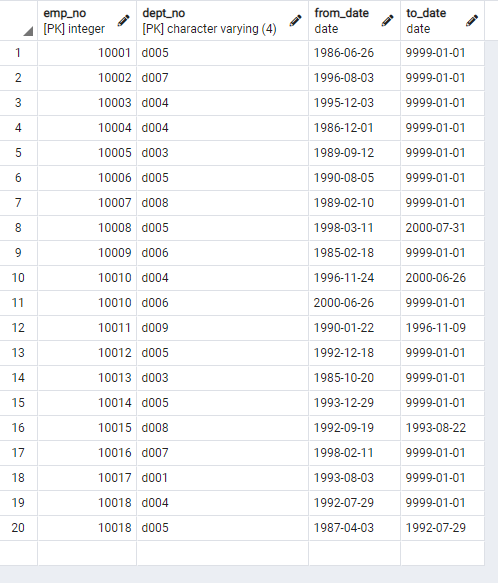 emp_no dept_no from_date to_date
[PK] integer [PK] character varying (4) date date
1 10001 d005 1986-06-26 9999-01-01
2 10002 d007 1996-08-03 9999-01-01
3 10003 d004 1995-12-03 9999-01-01
4 10004 d004 1986-12-01 9999-01-01
5 10005 d003 1989-09-12 9999-01-01
6 10006 d005 1990-08-05 9999-01-01
7 10007 d008 1989-02-10 9999-01-01
8 10008 d005 1998-03-11 2000-07-31
9 10009 d006 1985-02-18 9999-01-01
10 10010 d004 1996-11-24 2000-06-26
11 10010 d006 2000-06-26 9999-01-01
12 10011 d009 1990-01-22 1996-11-09
13 10012 d005 1992-12-18 9999-01-01
14 10013 d003 1985-10-20 9999-01-01
15 10014 d005 1993-12-29 9999-01-01
16 10015 d008 1992-09-19 1993-08-22
17 10016 d007 1998-02-11 9999-01-01
18 10017 d001 1993-08-03 9999-01-01
19 10018 d004 1992-07-29 9999-01-01
20 10018 d005 1987-04-03 1992-07-29